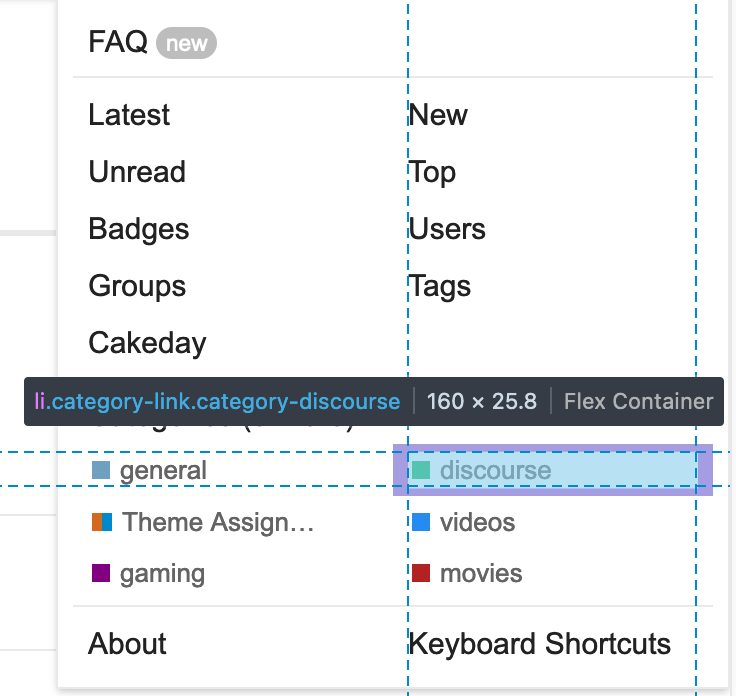 FAQ new
Latest New
Unread Top
Badges Users
Groups Tags
Cakeday
li.category-link.category-discourse 160 × 25.8 Flex Container
general discourse
Theme Assign… videos
gaming movies
About Keyboard Shortcuts